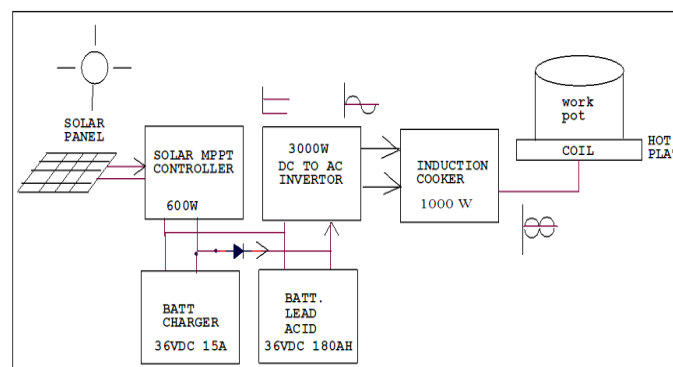 SOLAR
PANEL
SOLAR MPPT
CONTROLLER
600W
3000W
DC TO AC
INVERTOR
INDUCTION
COOKER
1000 W
work
pot
COIL
HOT
PLA
BATT
CHARGER
36VDC 15A
BATT.
LEAD
ACID
36VDC 180AH